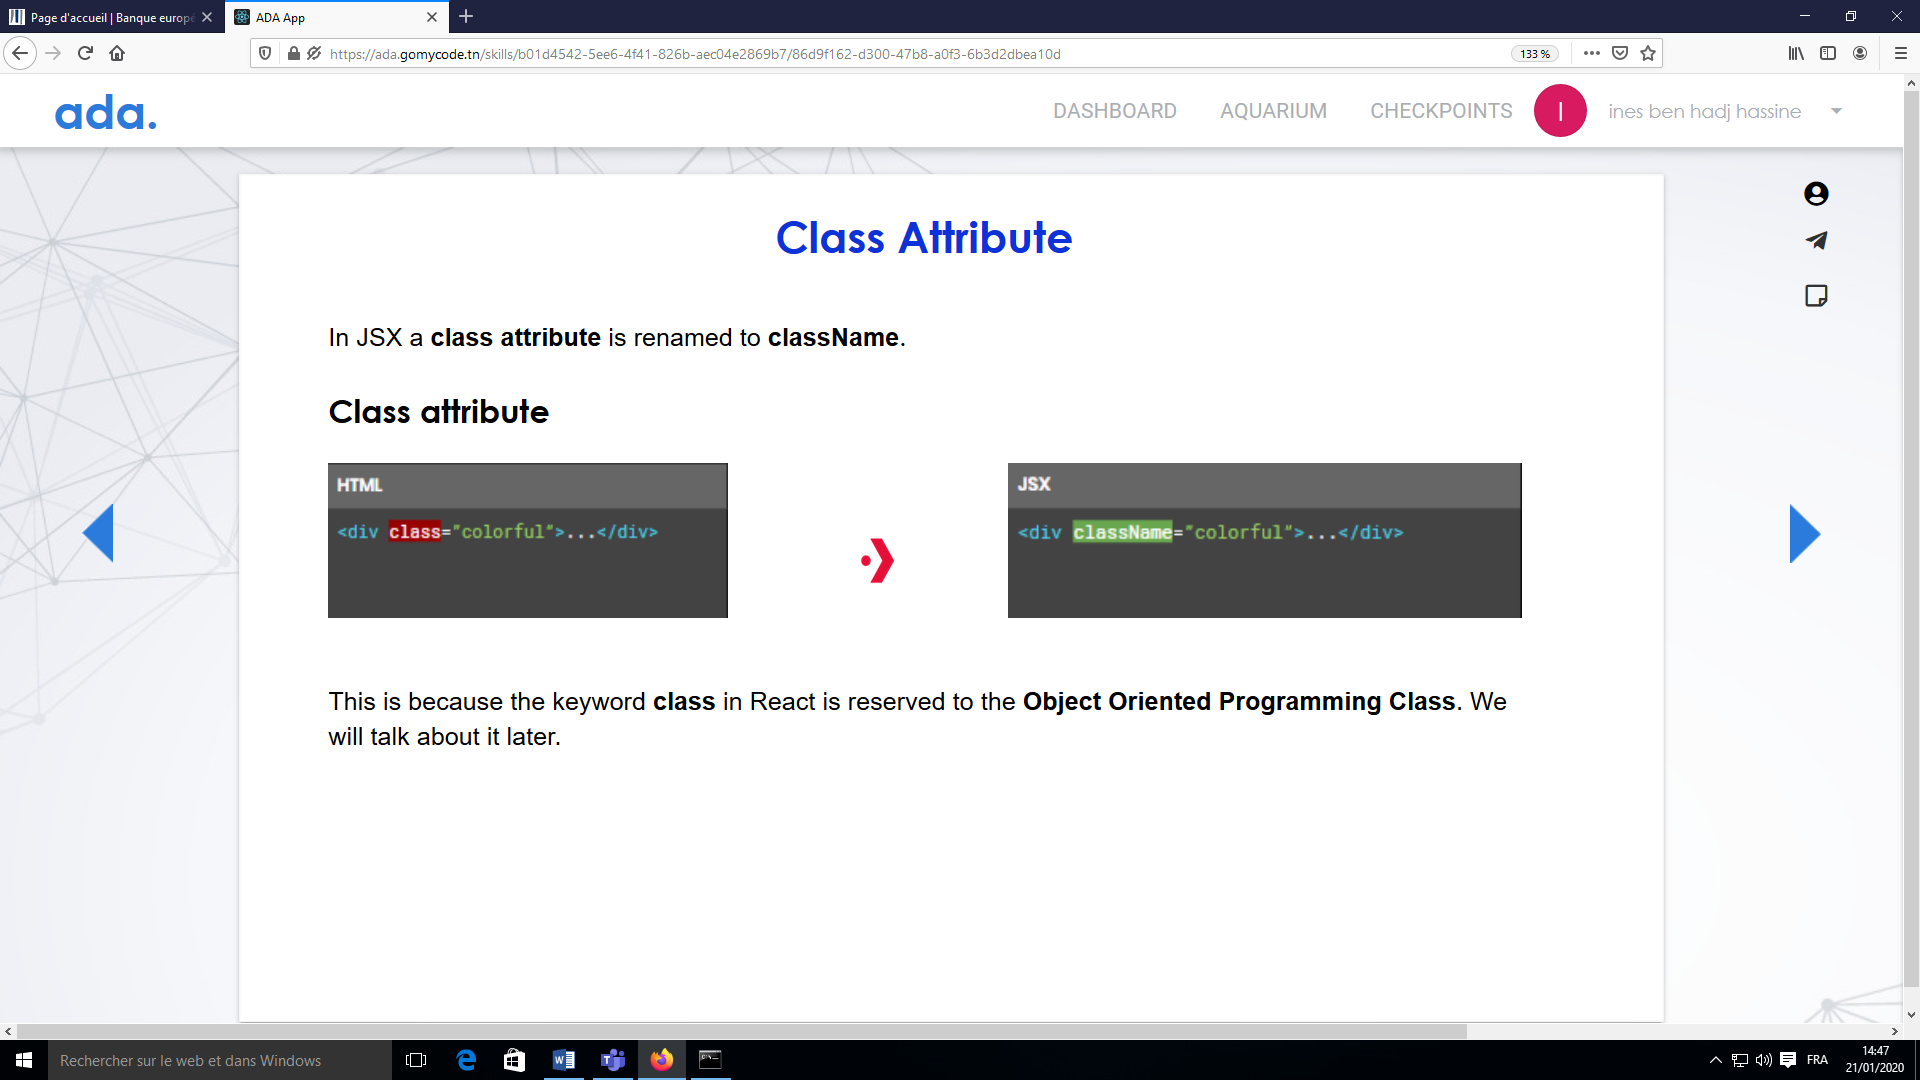 Page d'accueil | Banque europé
ADA App
https://ada.gomycode.tn/skills/b01d4542-5ee6-4f41-826b-aec04e2869b7/86d9f162-d300-47b8-a0f3-6b3d2dbea10d
133 %
ada.
DASHBOARD
AQUARIUM
CHECKPOINTS
I
ines ben hadj hassine
Class Attribute
In JSX a class attribute is renamed to className.
Class attribute
HTML
<div class="colorful">...</div>
JSX
<div className="colorful">...</div>
This is because the keyword class in React is reserved to the Object Oriented Programming Class. We
will talk about it later.
Rechercher sur le web et dans Windows
FRA
14:47
21/01/2020